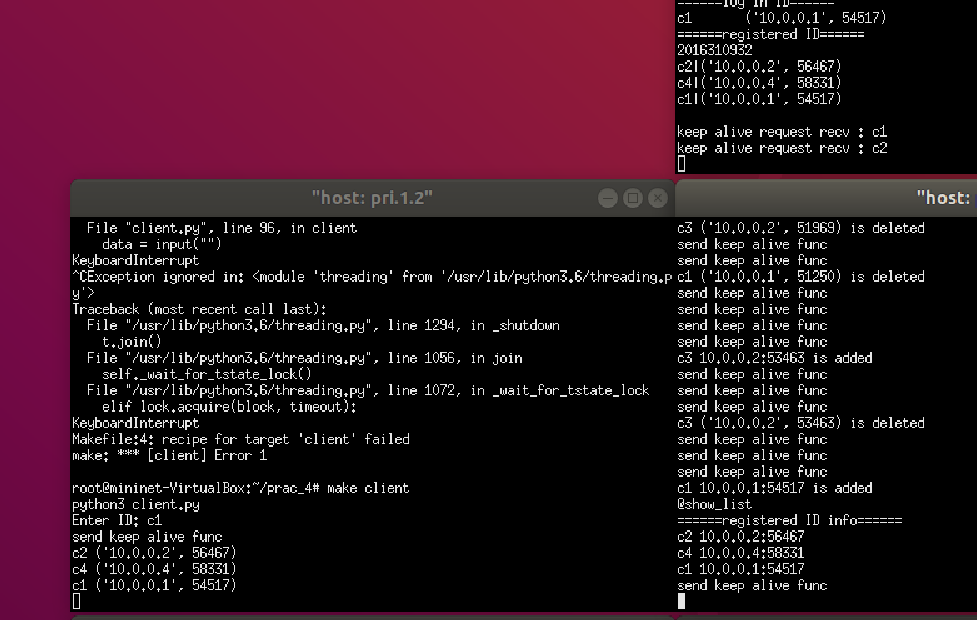 ======log in ID======
c1       ('10.0.0.1', 54517)
======registered ID======
2016310932
c2|('10.0.0.2', 56467)
c4|('10.0.0.4', 58331)
c1|('10.0.0.1', 54517)
keep alive request recv : c1
keep alive request recv : c2
"host: pri.1.2"
  File "client.py", line 96, in client
    data = input("")
KeyboardInterrupt
^CException ignored in: <module 'threading' from '/usr/lib/python3.6/threading.p
y'>
Traceback (most recent call last):
  File "/usr/lib/python3.6/threading.py", line 1294, in _shutdown
    t.join()
  File "/usr/lib/python3.6/threading.py", line 1056, in join
    self._wait_for_tstate_lock()
  File "/usr/lib/python3.6/threading.py", line 1072, in _wait_for_tstate_lock
    elif lock.acquire(block, timeout):
KeyboardInterrupt
Makefile:4: recipe for target 'client' failed
make: *** [client] Error 1
root@mininet-VirtualBox:~/prac_4# make client
python3 client.py
Enter ID: c1
send keep alive func
c2 ('10.0.0.2', 56467)
c4 ('10.0.0.4', 58331)
c1 ('10.0.0.1', 54517)
"host:
c3 ('10.0.0.2', 51969) is deleted
send keep alive func
send keep alive func
c1 ('10.0.0.1', 51250) is deleted
send keep alive func
send keep alive func
send keep alive func
send keep alive func
c3 10.0.0.2:53463 is added
send keep alive func
send keep alive func
send keep alive func
c3 ('10.0.0.2', 53463) is deleted
send keep alive func
send keep alive func
send keep alive func
c1 10.0.0.1:54517 is added
@show_list
======registered ID info======
c2 10.0.0.2:56467
c4 10.0.0.4:58331
c1 10.0.0.1:54517
send keep alive func